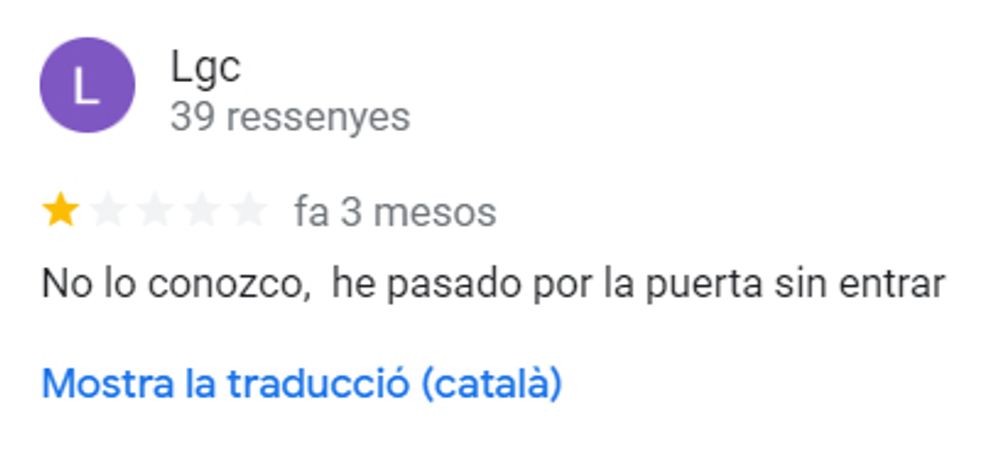 L
Lgc
39 ressenyes
fa 3 mesos
No lo conozco,  he pasado por la puerta sin entrar
Mostra la traducció (català)